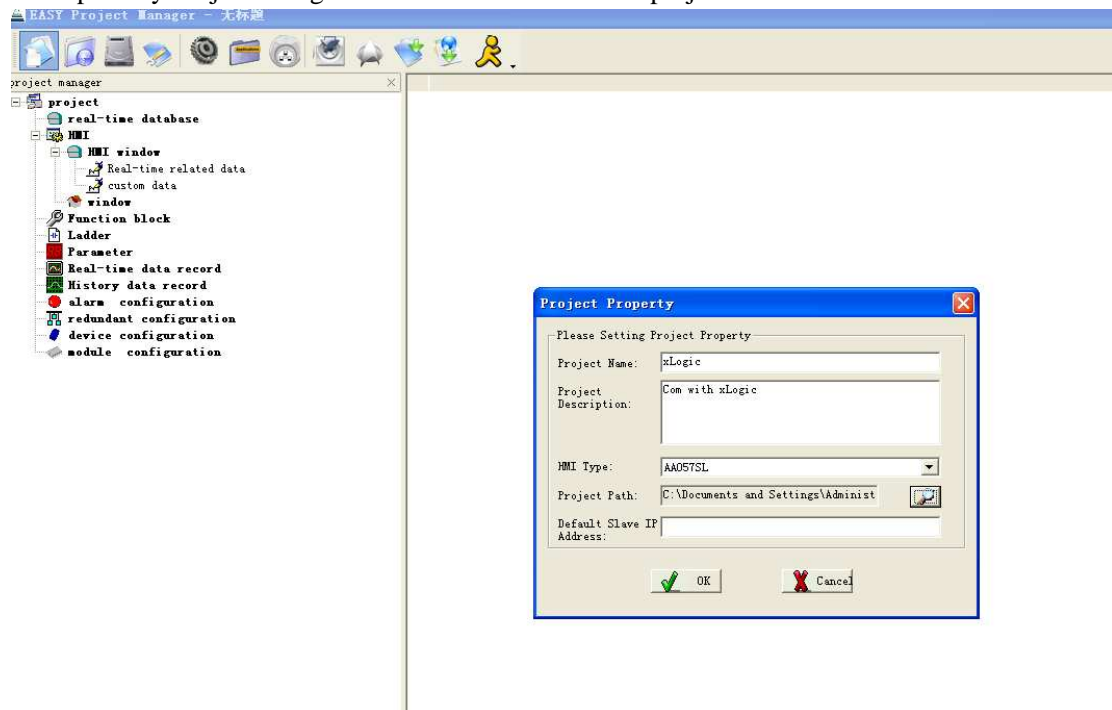 EASY Project Manager - 无标题
project manager
project
real-time database
HMI
HMI window
Real-time related data
custom data
window
Function block
Ladder
Parameter
Real-time data record
History data record
alarm configuration
redundant configuration
device configuration
module configuration
Project Property
Please Setting Project Property
Project Name: xLogic
Project Description: Com with xLogic
HMI Type: AA057SL
Project Path: C:\Documents and Settings\Administ
Default Slave IP Address:
OK Cancel